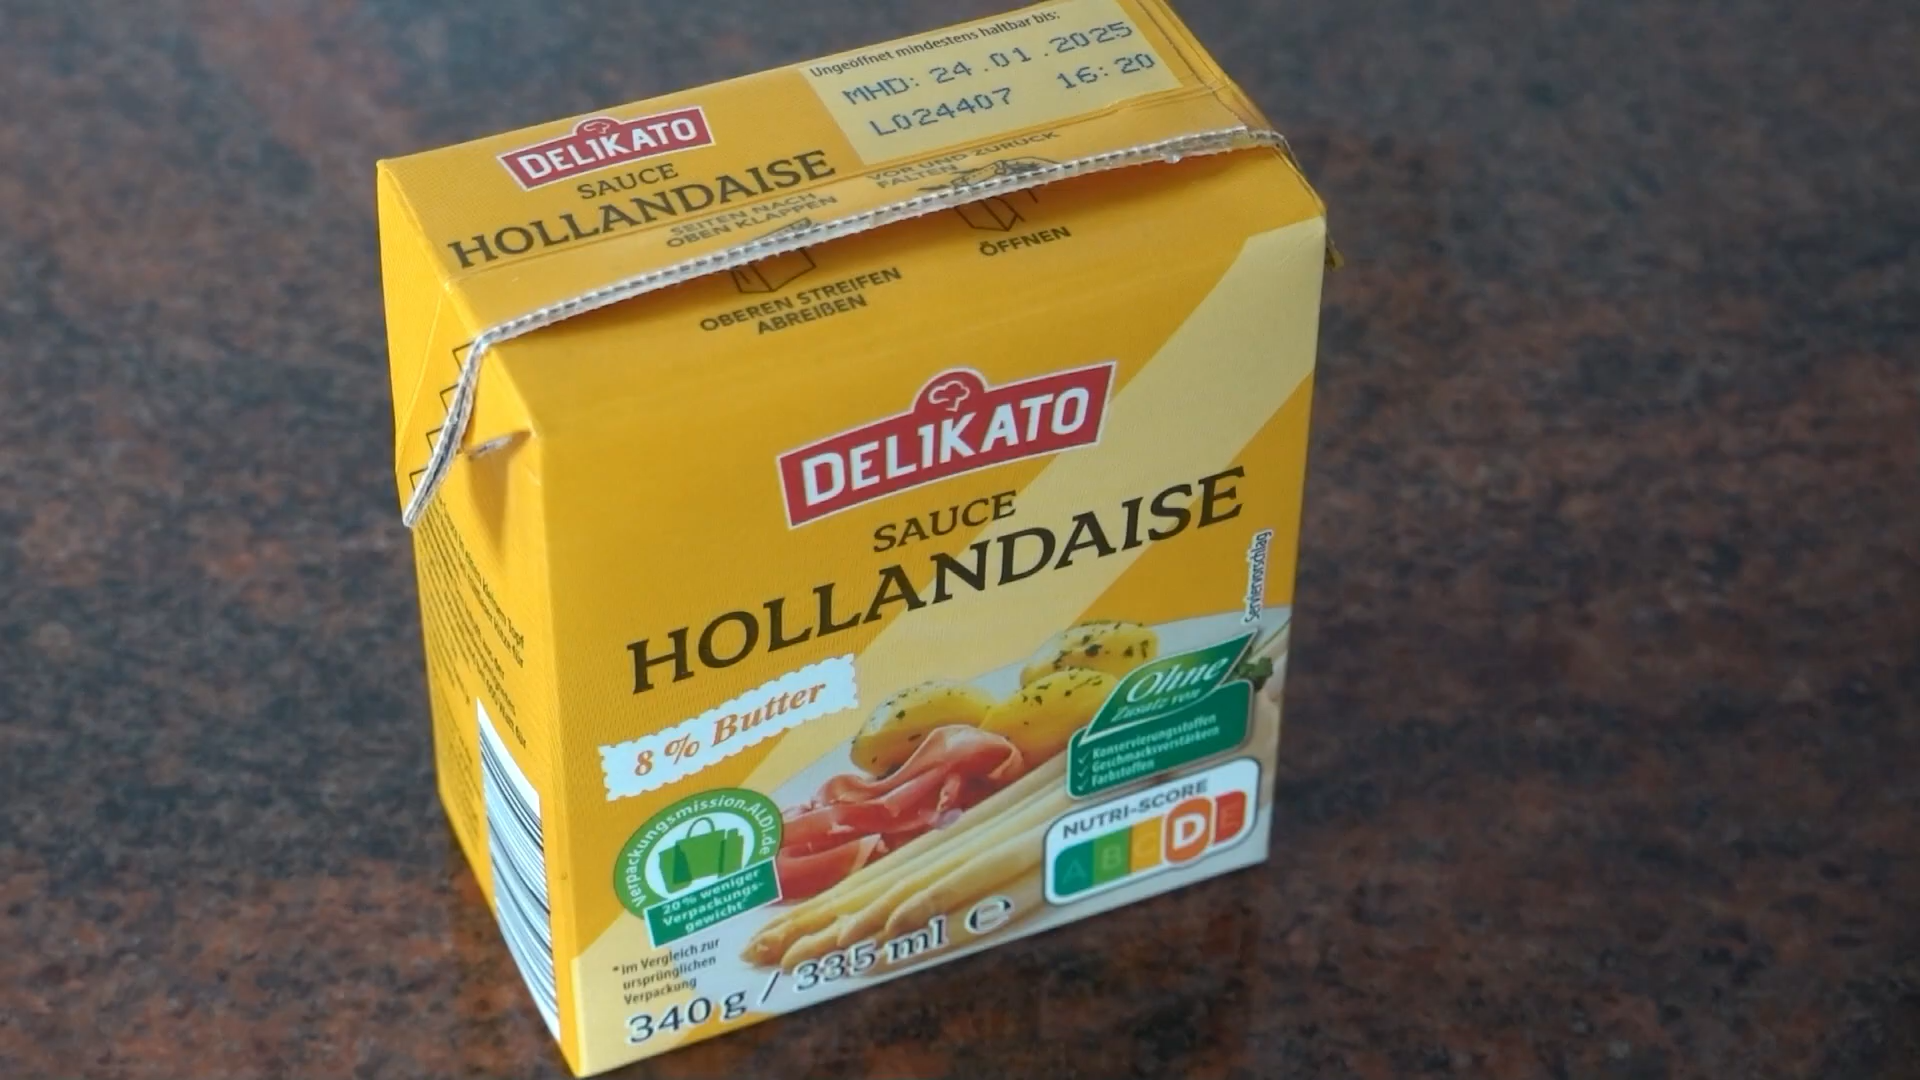 Ungeöffnet mindestens haltbar bis:
MHD: 24.01.2025
L024407 16:20
DELIKATO
SAUCE
HOLLANDAISE
SEITEN NACH
OBEN KLAPPEN
VOR UND ZURÜCK
FALTEN
OBEREN STREIFEN
ABREIẞEN
ÖFFNEN
DELIKATO
SAUCE
HOLLANDAISE
Serviervorschlag
8 % Butter
Ohne
Zusatz von
Konservierungsstoffen
Geschmacksverstärkern
Farbstoffen
NUTRI-SCORE
A B C D E
Verpackungsmission.ALDI.de
20% weniger
Verpackungs-
gewicht*
*im Vergleich zur
ursprünglichen
Verpackung
340 g / 335 ml e